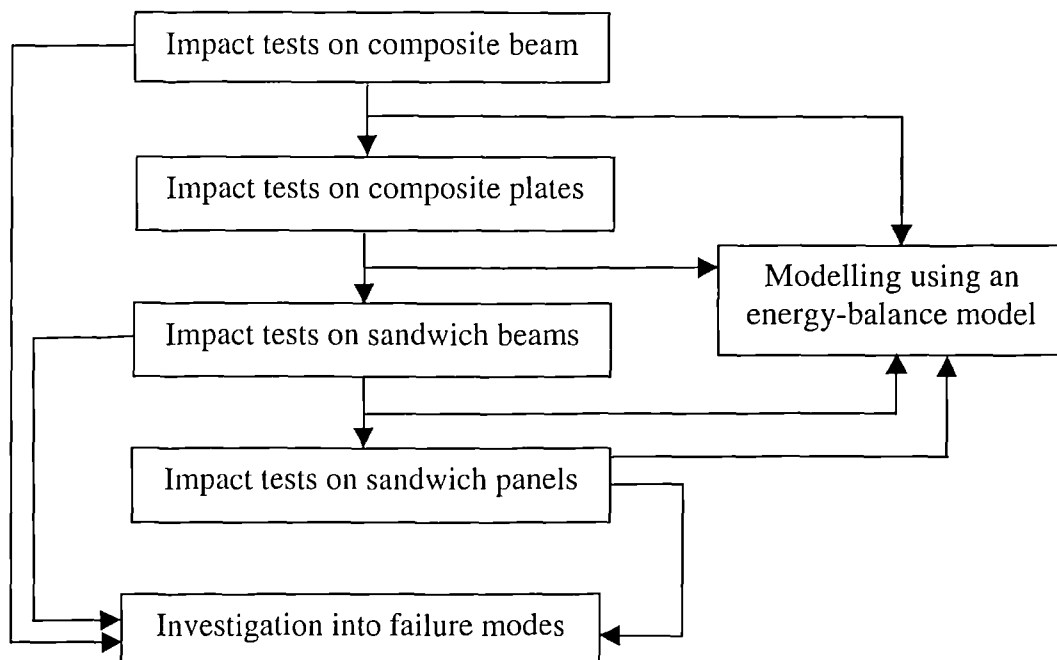 Impact tests on composite beam
Impact tests on composite plates
Modelling using an
energy-balance model
Impact tests on sandwich beams
Impact tests on sandwich panels
Investigation into failure modes